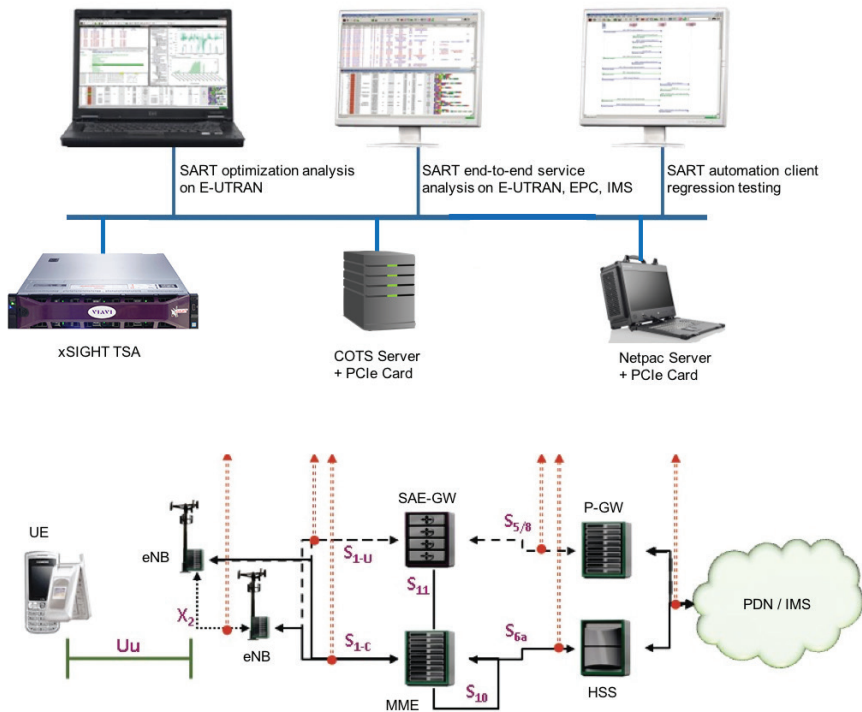 SART optimization analysis
on E-UTRAN
SART end-to-end service
analysis on E-UTRAN, EPC, IMS
SART automation client
regression testing
VIAVI
xSIGHT TSA
COTS Server
+ PCIe Card
Netpac Server
+ PCIe Card
SAE-GW
P-GW
UE
eNB
S1-U
S5/8
S11
X2
Uu
eNB
S1-C
S6a
PDN / IMS
MME
S10
HSS